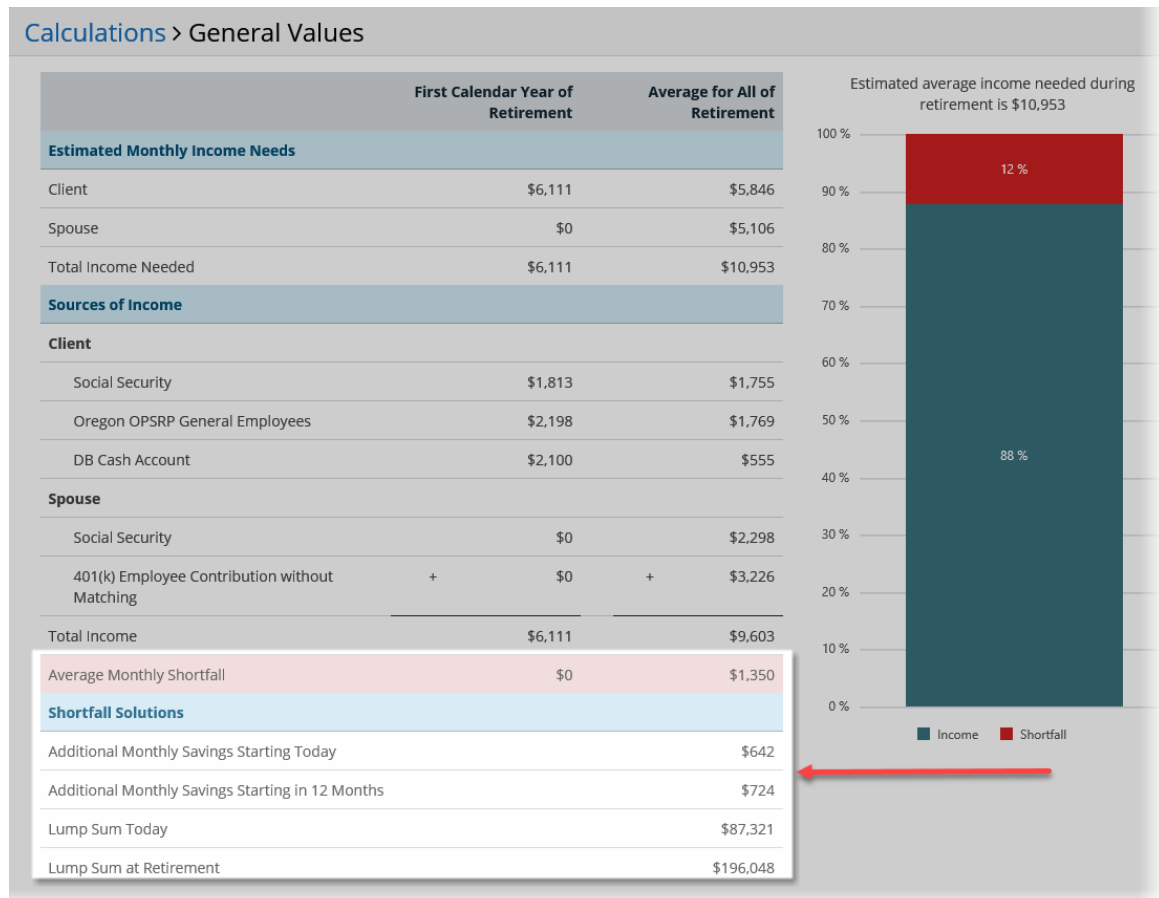 Calculations > General Values
First Calendar Year of
Retirement
Average for All of
Retirement
Estimated Monthly Income Needs
Client $6,111 $5,846
Spouse $0 $5,106
Total Income Needed $6,111 $10,953
Sources of Income
Client
Social Security $1,813 $1,755
Oregon OPSRP General Employees $2,198 $1,769
DB Cash Account $2,100 $555
Spouse
Social Security $0 $2,298
401(k) Employee Contribution without + $0 + $3,226
Matching
Total Income $6,111 $9,603
Average Monthly Shortfall $0 $1,350
Shortfall Solutions
Additional Monthly Savings Starting Today $642
Additional Monthly Savings Starting in 12 Months $724
Lump Sum Today $87,321
Lump Sum at Retirement $196,048
Estimated average income needed during
retirement is $10,953
100 %
12 %
90 %
80 %
70 %
60 %
50 %
88 %
40 %
30 %
20 %
10 %
0 %
Income Shortfall